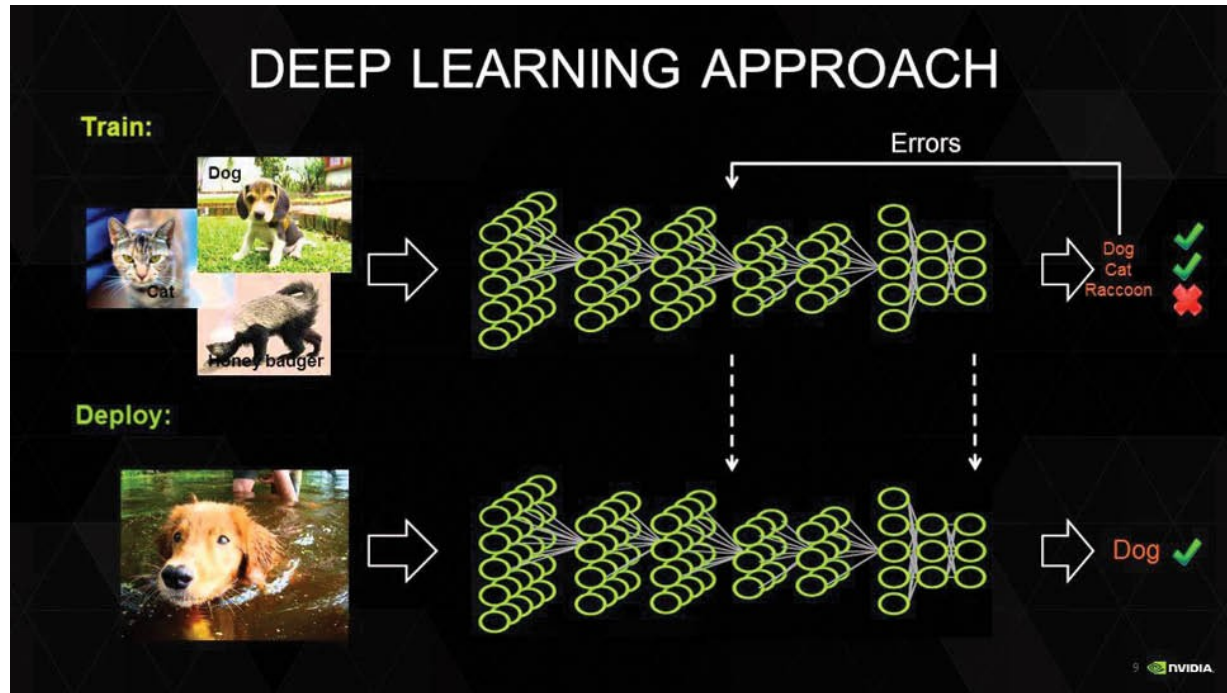 DEEP LEARNING APPROACH
Train:
Errors
Dog
Cat
Honey badger
Dog
Cat
Raccoon
Deploy:
Dog
9 NVIDIA.